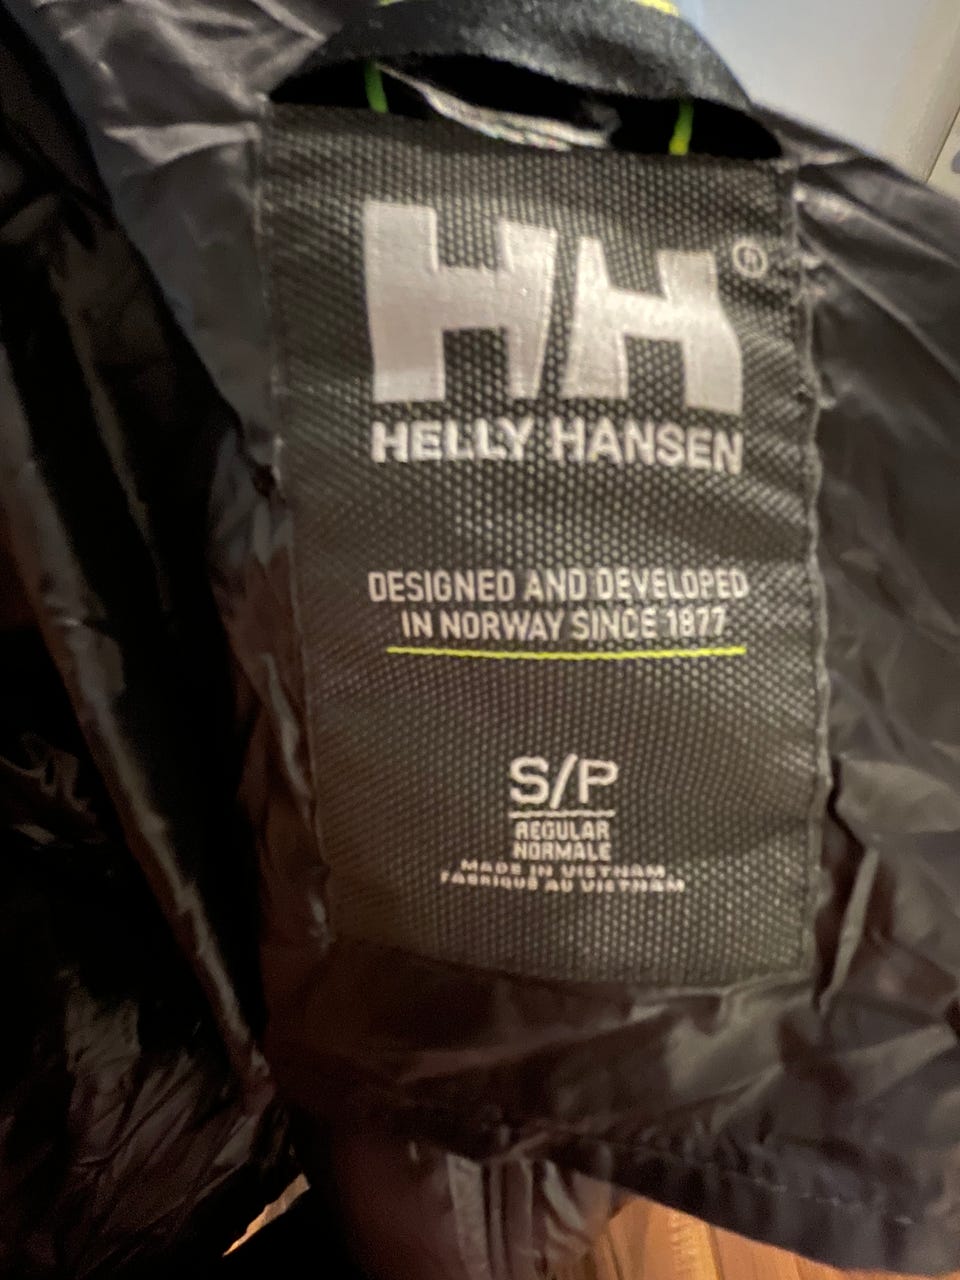 HH®
HELLY HANSEN
DESIGNED AND DEVELOPED
IN NORWAY SINCE 1877
S/P
REGULAR
NORMALE
MADE IN VIETNAM
FABRIQUÉ AU VIETNAM